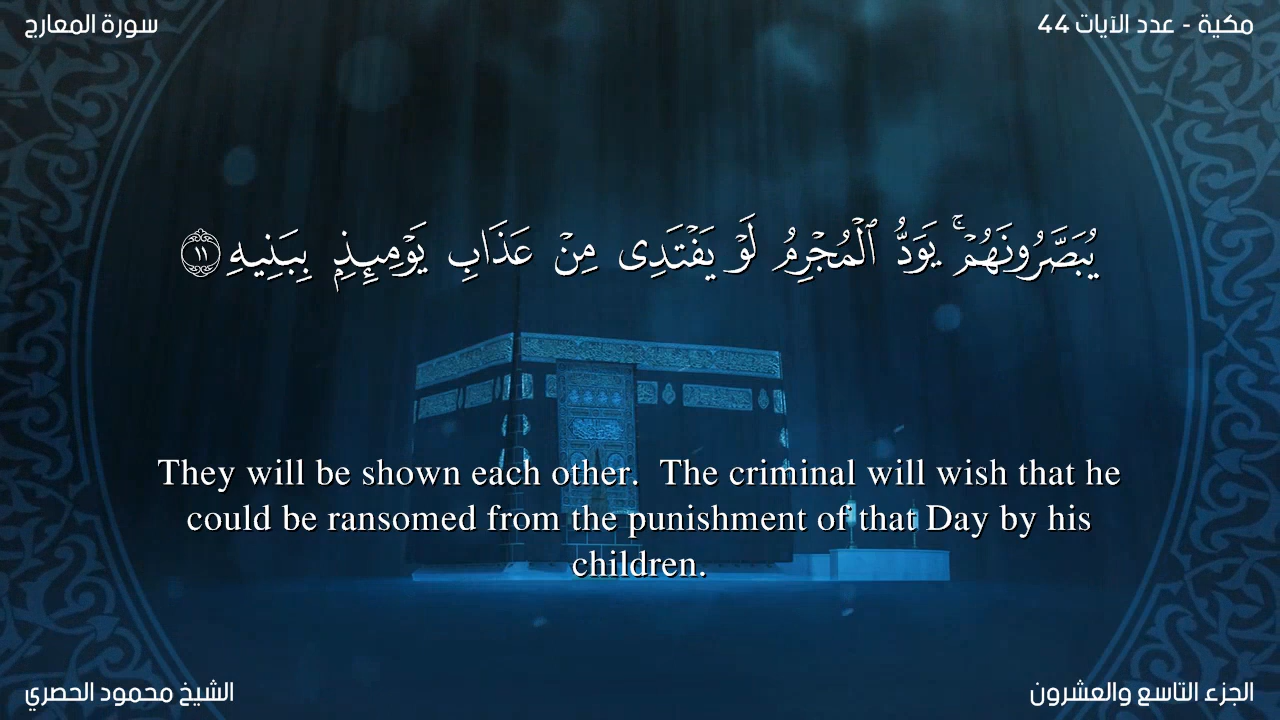 مكية - عدد الآيات 44
سورة المعارج
يُبَصَّرُونَهُمْ ۚ يَوَدُّ ٱلْمُجْرِمُ لَوْ يَفْتَدِى مِنْ عَذَابِ يَوْمِئِذٍۭ بِبَنِيهِ ١١
They will be shown each other. The criminal will wish that he
could be ransomed from the punishment of that Day by his
children.
الجزء التاسع والعشرون
الشيخ محمود الحصري